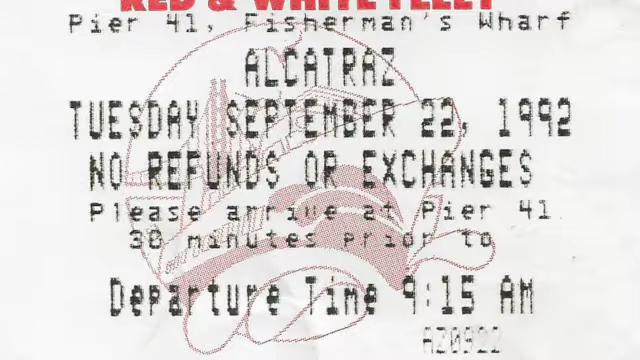 RED & WHITE FLEET
Pier 41, Fisherman's Wharf
ALCATRAZ
TUESDAY SEPTEMBER 22, 1992
NO REFUNDS OR EXCHANGES
Please arrive at Pier 41
30 minutes prior to
Departure Time 9:15 AM
AZ0922